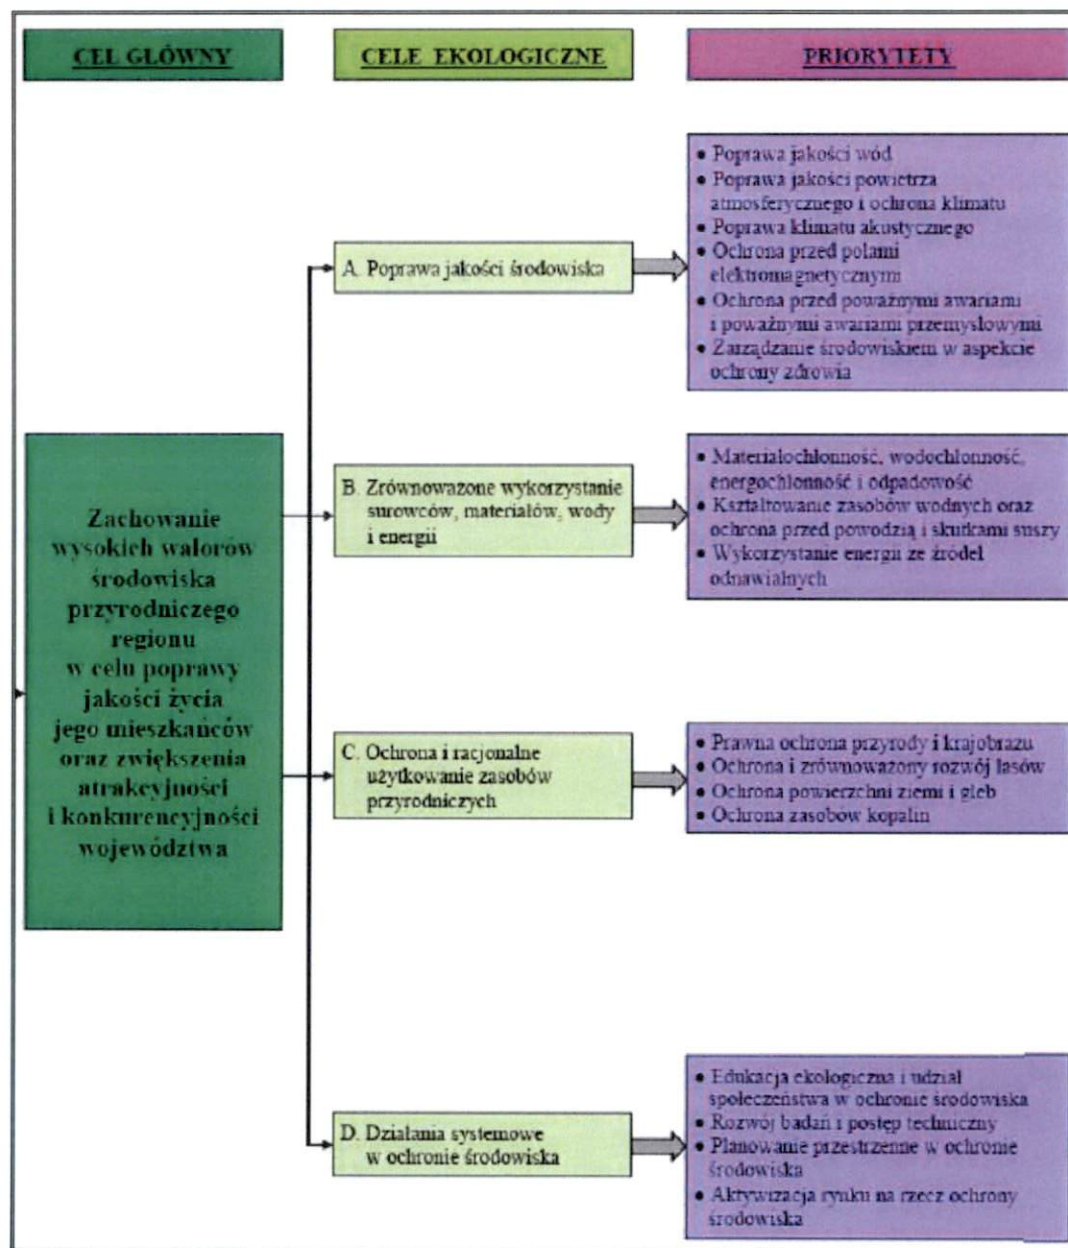 CEL GŁÓWNY
CELE EKOLOGICZNE
PRIORYTETY
Zachowanie
wysokich walorów
środowiska
przyrodniczego
regionu
w celu poprawy
jakości życia
jego mieszkańców
oraz zwiększenia
atrakcyjności
i konkurencyjności
województwa
A. Poprawa jakości środowiska
• Poprawa jakości wód
• Poprawa jakości powietrza
atmosferycznego i ochrona klimatu
• Poprawa klimatu akustycznego
• Ochrona przed polami
elektromagnetycznymi
• Ochrona przed poważnymi awariami
i poważnymi awariami przemysłowymi
• Zarządzanie środowiskiem w aspekcie
ochrony zdrowia
B. Zrównoważone wykorzystanie
surowców, materiałów, wody
i energii
• Materiałochłonność, wodochłonność,
energochłonność i odpadowość
• Kształtowanie zasobów wodnych oraz
ochrona przed powodzią i skutkami suszy
• Wykorzystanie energii ze źródeł
odnawialnych
C. Ochrona i racjonalne
użytkowanie zasobów
przyrodniczych
• Prawna ochrona przyrody i krajobrazu
• Ochrona i zrównoważony rozwój lasów
• Ochrona powierzchni ziemi i gleb
• Ochrona zasobów kopalin
D. Działania systemowe
w ochronie środowiska
• Edukacja ekologiczna i udział
społeczeństwa w ochronie środowiska
• Rozwój badań i postęp techniczny
• Planowanie przestrzenne w ochronie
środowiska
• Aktywizacja rynku na rzecz ochrony
środowiska